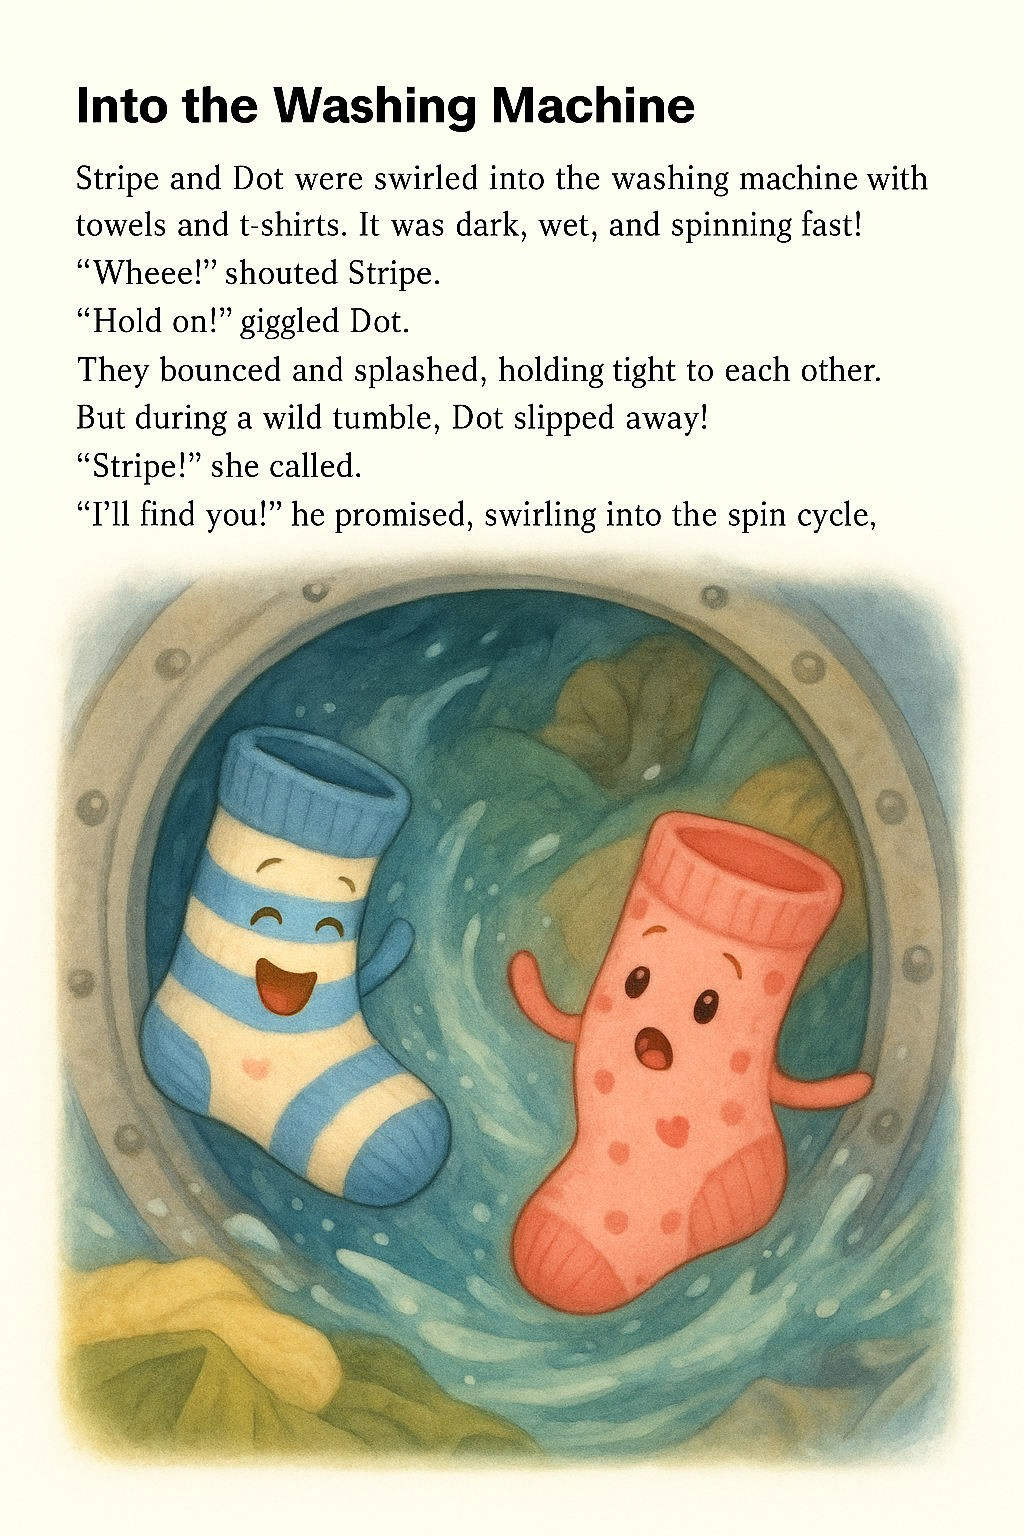 Into the Washing Machine
Stripe and Dot were swirled into the washing machine with
towels and t-shirts. It was dark, wet, and spinning fast!
“Wheee!” shouted Stripe.
“Hold on!” giggled Dot.
They bounced and splashed, holding tight to each other.
But during a wild tumble, Dot slipped away!
“Stripe!” she called.
“I’ll find you!” he promised, swirling into the spin cycle,